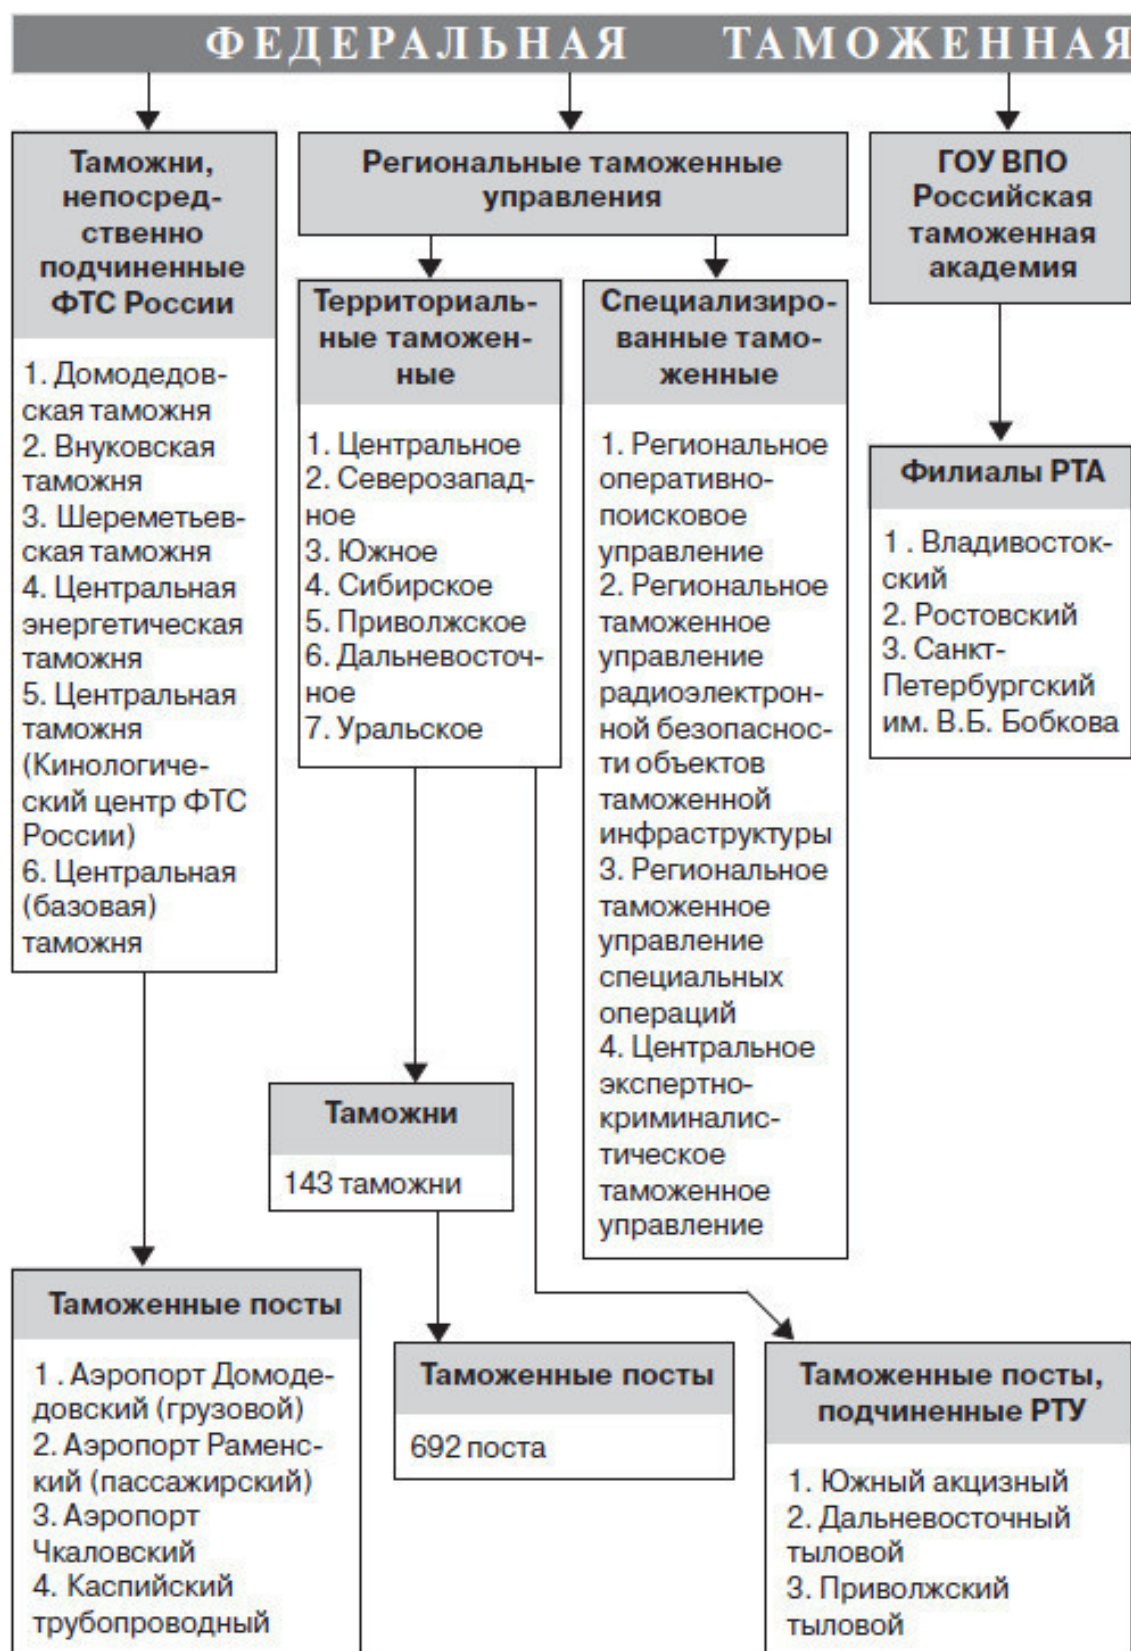 ФЕДЕРАЛЬНАЯ ТАМОЖЕННАЯ
Таможни,
непосред-
ственно
подчиненные
ФТС России
1. Домодедов-
ская таможня
2. Внуковская
таможня
3. Шереметьев-
ская таможня
4. Центральная
энергетическая
таможня
5. Центральная
таможня
(Кинологиче-
ский центр ФТС
России)
6. Центральная
(базовая)
таможня
Региональные таможенные
управления
Территориаль-
ные таможен-
ные
1. Центральное
2. Северозапад-
ное
3. Южное
4. Сибирское
5. Приволжское
6. Дальневосточ-
ное
7. Уральское
Специализиро-
ванные тамо-
женные
1. Региональное
оперативно-
поисковое
управление
2. Региональное
таможенное
управление
радиоэлектрон-
ной безопаснос-
ти объектов
таможенной
инфраструктуры
3. Региональное
таможенное
управление
специальных
операций
4. Центральное
экспертно-
криминалис-
тическое
таможенное
управление
ГОУ ВПО
Российская
таможенная
академия
Филиалы РТА
1 . Владивосток-
ский
2. Ростовский
3. Санкт-
Петербургский
им. В.Б. Бобкова
Таможни
143 таможни
Таможенные посты
1 . Аэропорт Домоде-
довский (грузовой)
2. Аэропорт Раменс-
кий (пассажирский)
3. Аэропорт
Чкаловский
4. Каспийский
трубопроводный
Таможенные посты
692 поста
Таможенные посты,
подчиненные РТУ
1. Южный акцизный
2. Дальневосточный
тыловой
3. Приволжский
тыловой